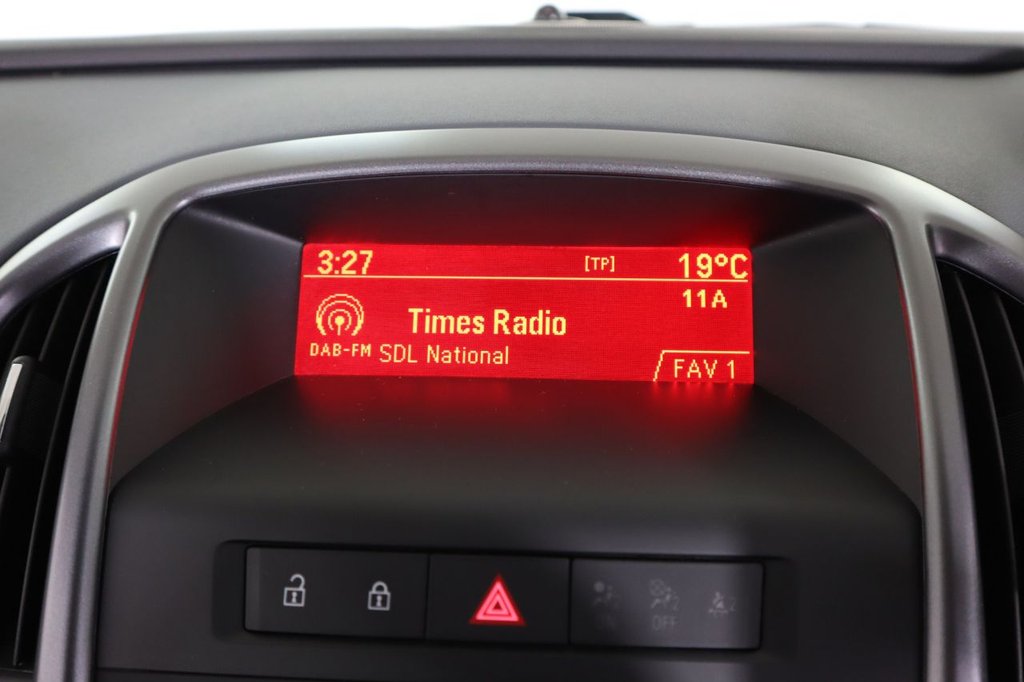 3:27 [TP] 19°C
11A
Times Radio
DAB-FM SDL National
FAV 1
OFF